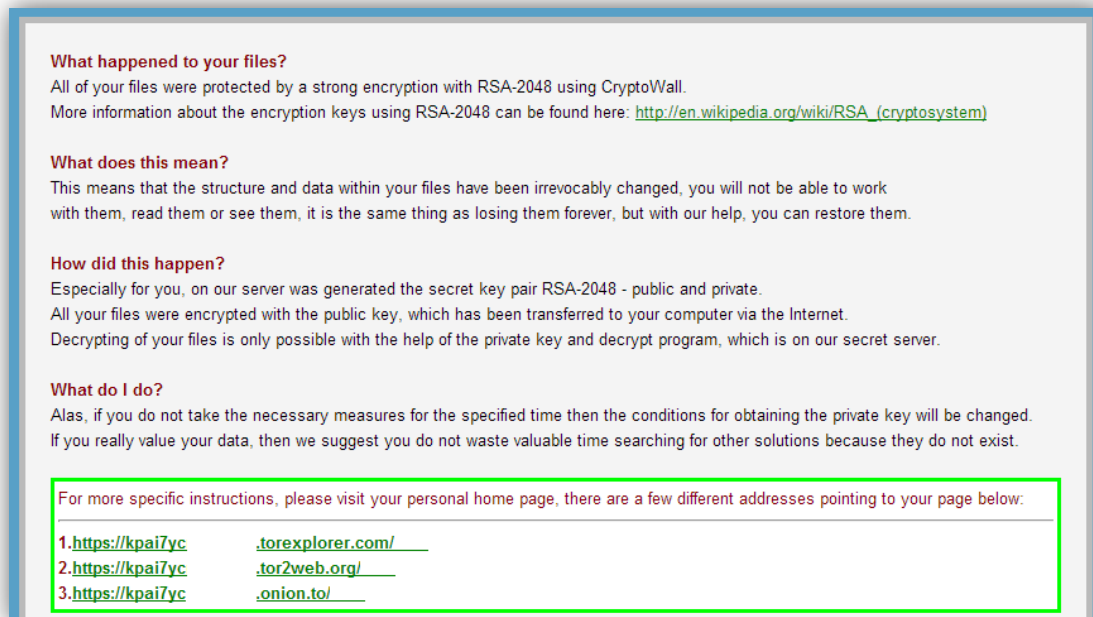 What happened to your files?
All of your files were protected by a strong encryption with RSA-2048 using CryptoWall.
More information about the encryption keys using RSA-2048 can be found here: http://en.wikipedia.org/wiki/RSA_(cryptosystem)
What does this mean?
This means that the structure and data within your files have been irrevocably changed, you will not be able to work
with them, read them or see them, it is the same thing as losing them forever, but with our help, you can restore them.
How did this happen?
Especially for you, on our server was generated the secret key pair RSA-2048 - public and private.
All your files were encrypted with the public key, which has been transferred to your computer via the Internet.
Decrypting of your files is only possible with the help of the private key and decrypt program, which is on our secret server.
What do I do?
Alas, if you do not take the necessary measures for the specified time then the conditions for obtaining the private key will be changed.
If you really value your data, then we suggest you do not waste valuable time searching for other solutions because they do not exist.
For more specific instructions, please visit your personal home page, there are a few different addresses pointing to your page below:
1.https://kpai7yc .torexplorer.com/
2.https://kpai7yc .tor2web.org/
3.https://kpai7yc .onion.to/